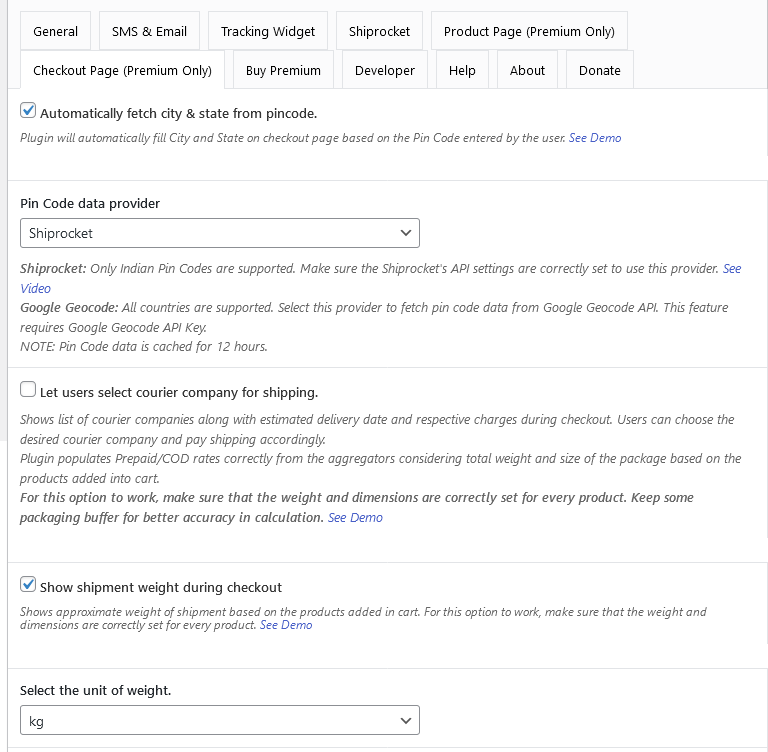 General
SMS & Email
Tracking Widget
Shiprocket
Product Page (Premium Only)
Checkout Page (Premium Only)
Buy Premium
Developer
Help
About
Donate
Automatically fetch city & state from pincode.
Plugin will automatically fill City and State on checkout page based on the Pin Code entered by the user. See Demo
Pin Code data provider
Shiprocket
Shiprocket: Only Indian Pin Codes are supported. Make sure the Shiprocket's API settings are correctly set to use this provider. See
Video
Google Geocode: All countries are supported. Select this provider to fetch pin code data from Google Geocode API. This feature
requires Google Geocode API Key.
NOTE: Pin Code data is cached for 12 hours.
Let users select courier company for shipping.
Shows list of courier companies along with estimated delivery date and respective charges during checkout. Users can choose the
desired courier company and pay shipping accordingly.
Plugin populates Prepaid/COD rates correctly from the aggregators considering total weight and size of the package based on the
products added into cart.
For this option to work, make sure that the weight and dimensions are correctly set for every product. Keep some
packaging buffer for better accuracy in calculation. See Demo
Show shipment weight during checkout
Shows approximate weight of shipment based on the products added in cart. For this option to work, make sure that the weight and
dimensions are correctly set for every product. See Demo
Select the unit of weight.
kg